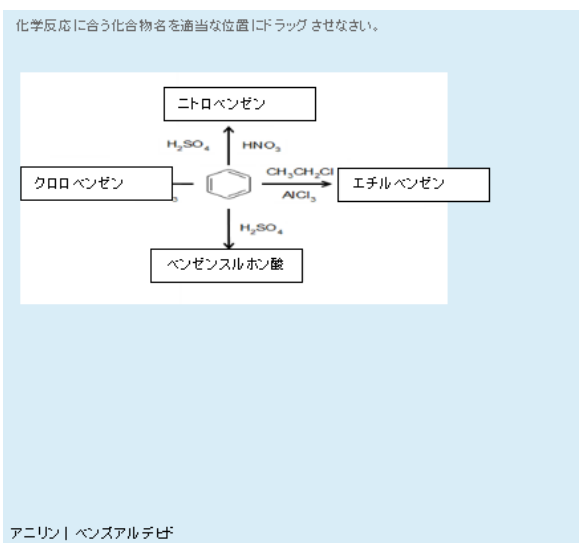 化学反応に合う化合物名を適当な位置にドラッグさせなさい。
ニトロベンゼン
H₂SO₄ HNO₃
クロロベンゼン
CH₃CH₂Cl
エチルベンゼン
₃
AlCl₃
H₂SO₄
ベンゼンスルホン酸
アニリン | ベンズアルデヒド